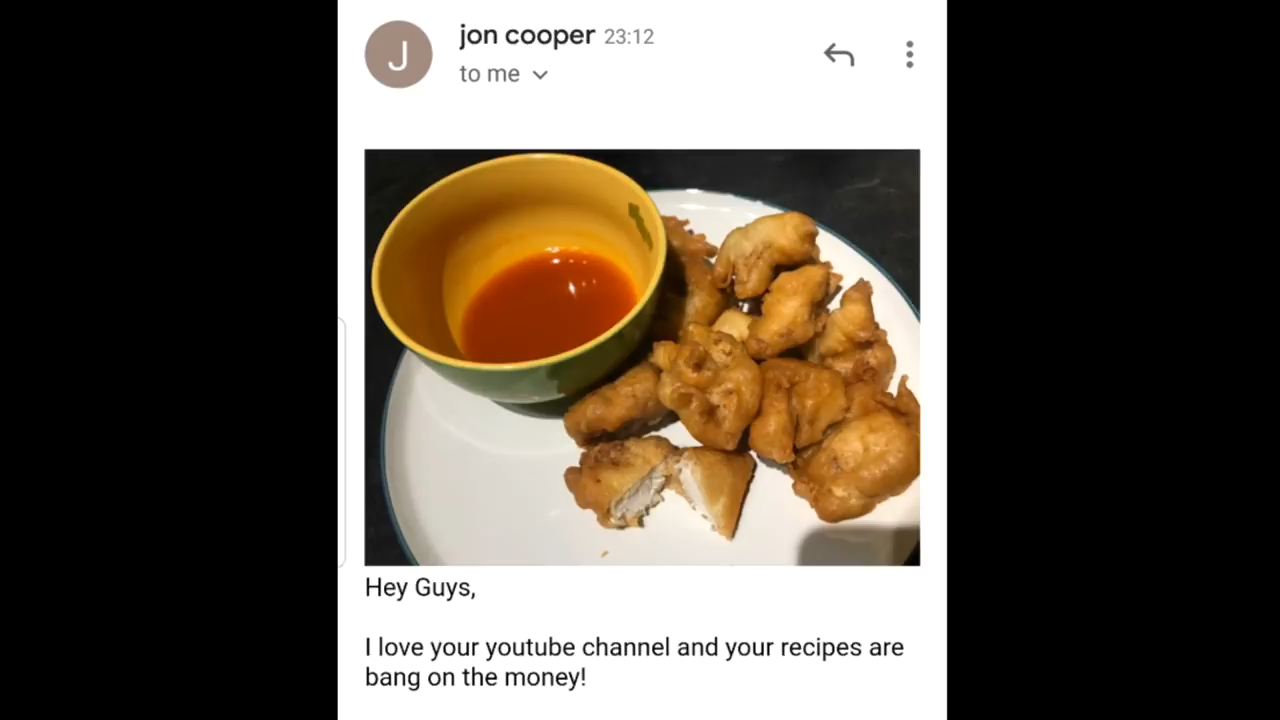 J
jon cooper 23:12
to me
Hey Guys,
I love your youtube channel and your recipes are
bang on the money!